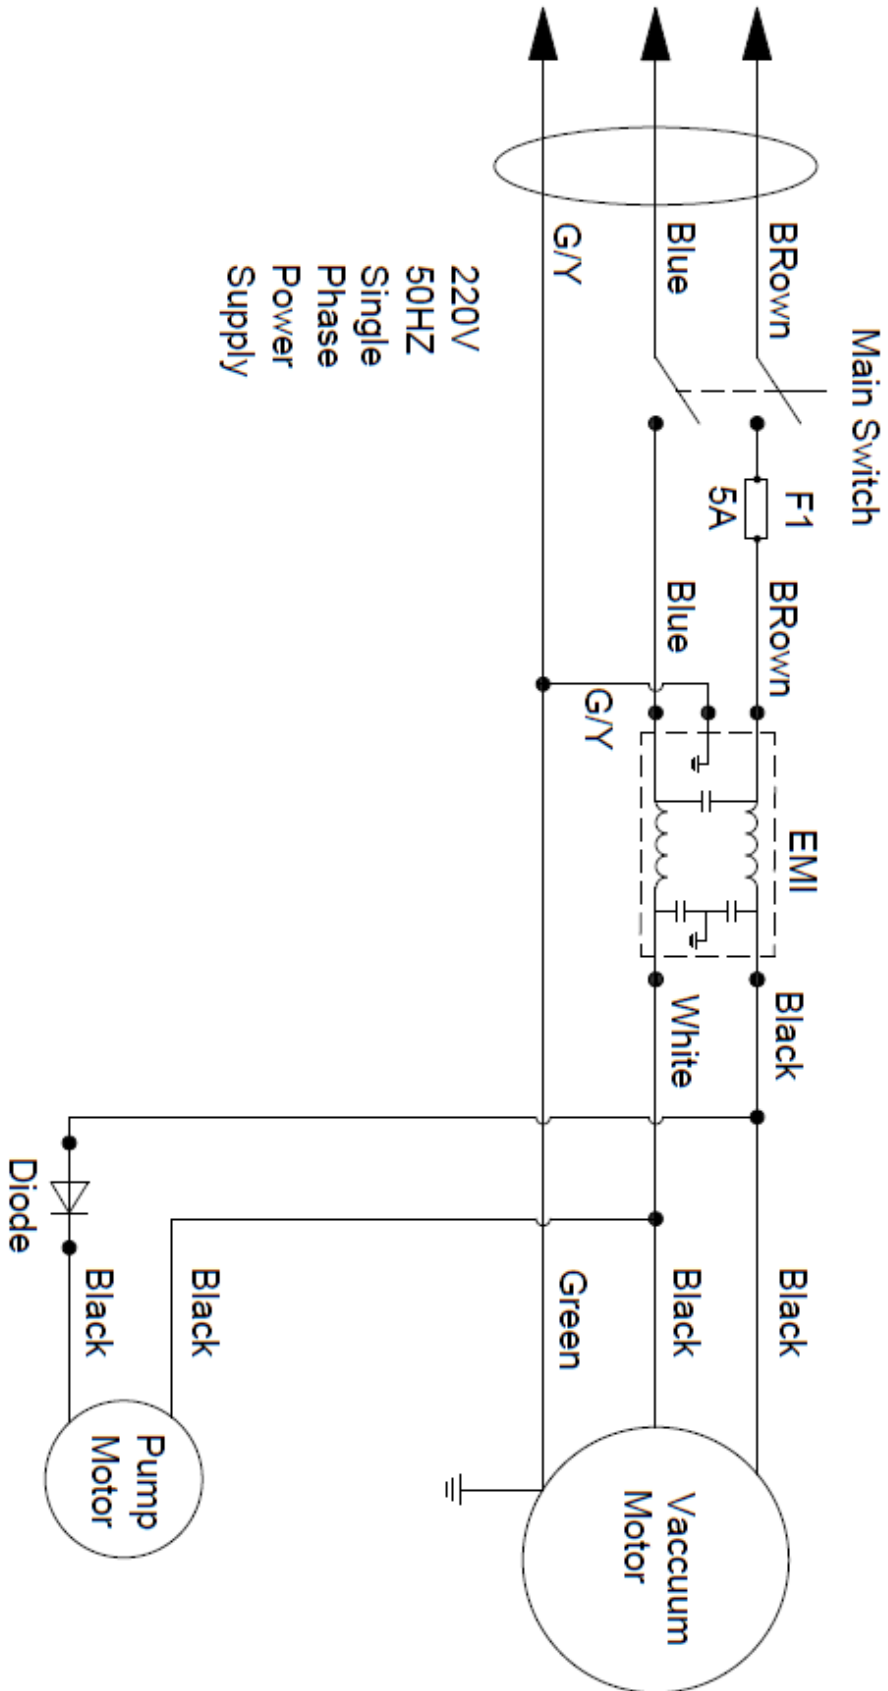 Main Switch
BRown
Blue
G/Y
F1
5A
BRown
Blue
G/Y
EMI
Black
White
220V
50HZ
Single
Phase
Power
Supply
Black
Black
Green
Black
Black
Diode
Vaccuum
Motor
Pump
Motor